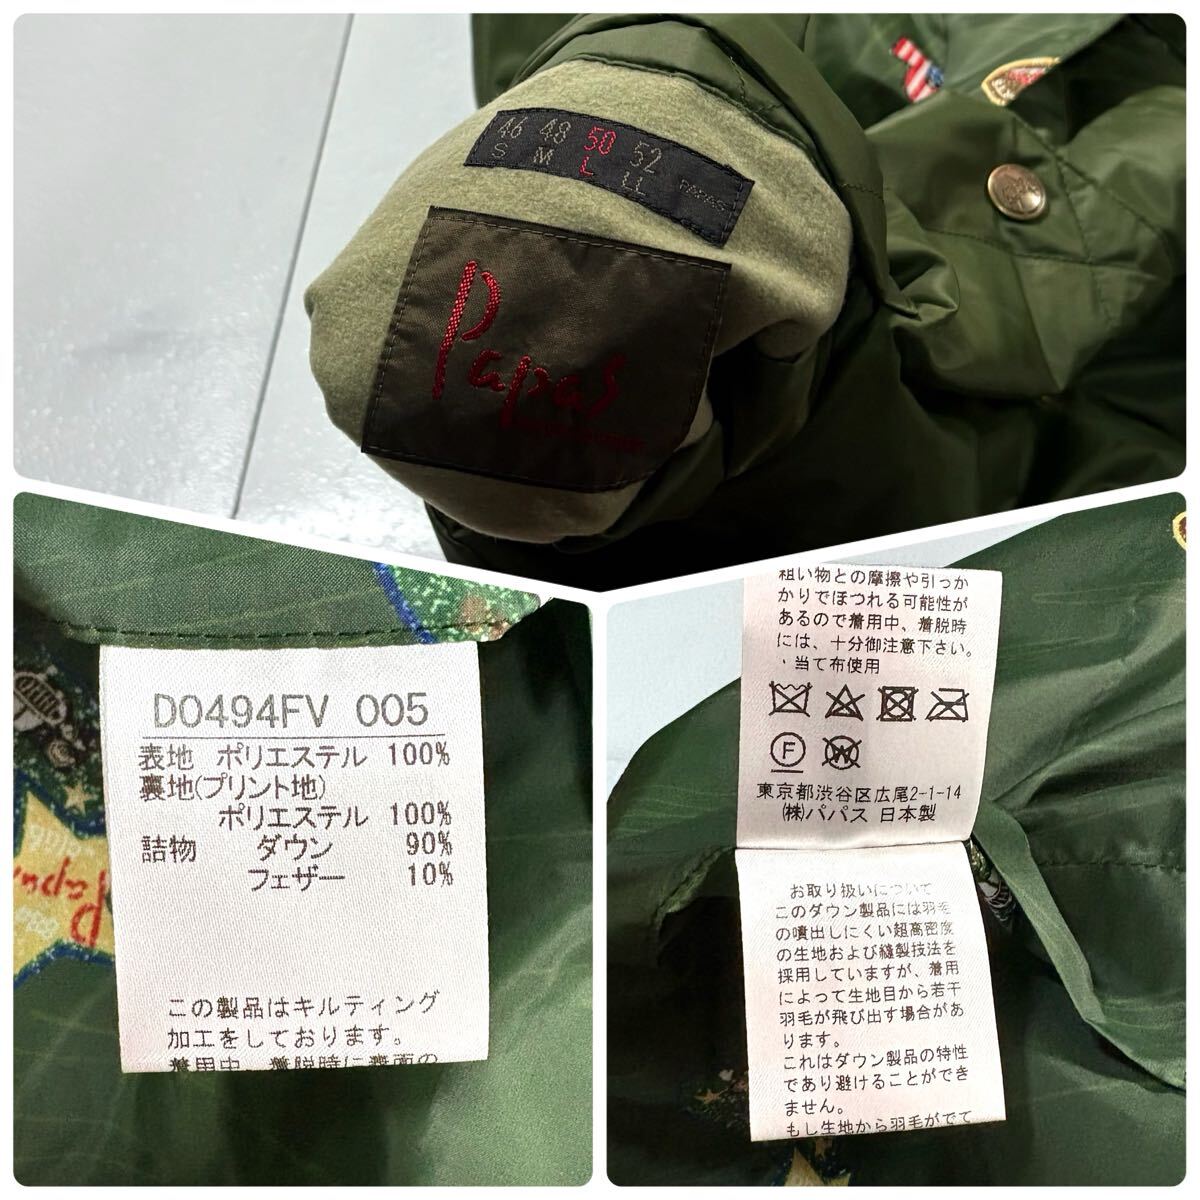 46 48 50 52
S M L LL PAPAS
Papas
D0494FV 005
表地 ポリエステル 100%
裏地(プリント地)
ポリエステル 100%
詰物 ダウン 90%
フェザー 10%
この製品はキルティング
加工をしております。
着用中、着脱時に裏面の
粗い物との摩擦や引っか
かりでほつれる可能性が
あるので着用中、着脱時
には、十分御注意下さい。
・当て布使用
F W
東京都渋谷区広尾2-1-14
㈱パパス 日本製
お取り扱いについて
このダウン製品には羽毛
の噴出しにくい超高密度
の生地および縫製技法を
採用していますが、着用
によって生地目から若干
羽毛が飛び出す場合があ
ります。
これはダウン製品の特性
であり避けることができ
ません。
もし生地から羽毛がでて